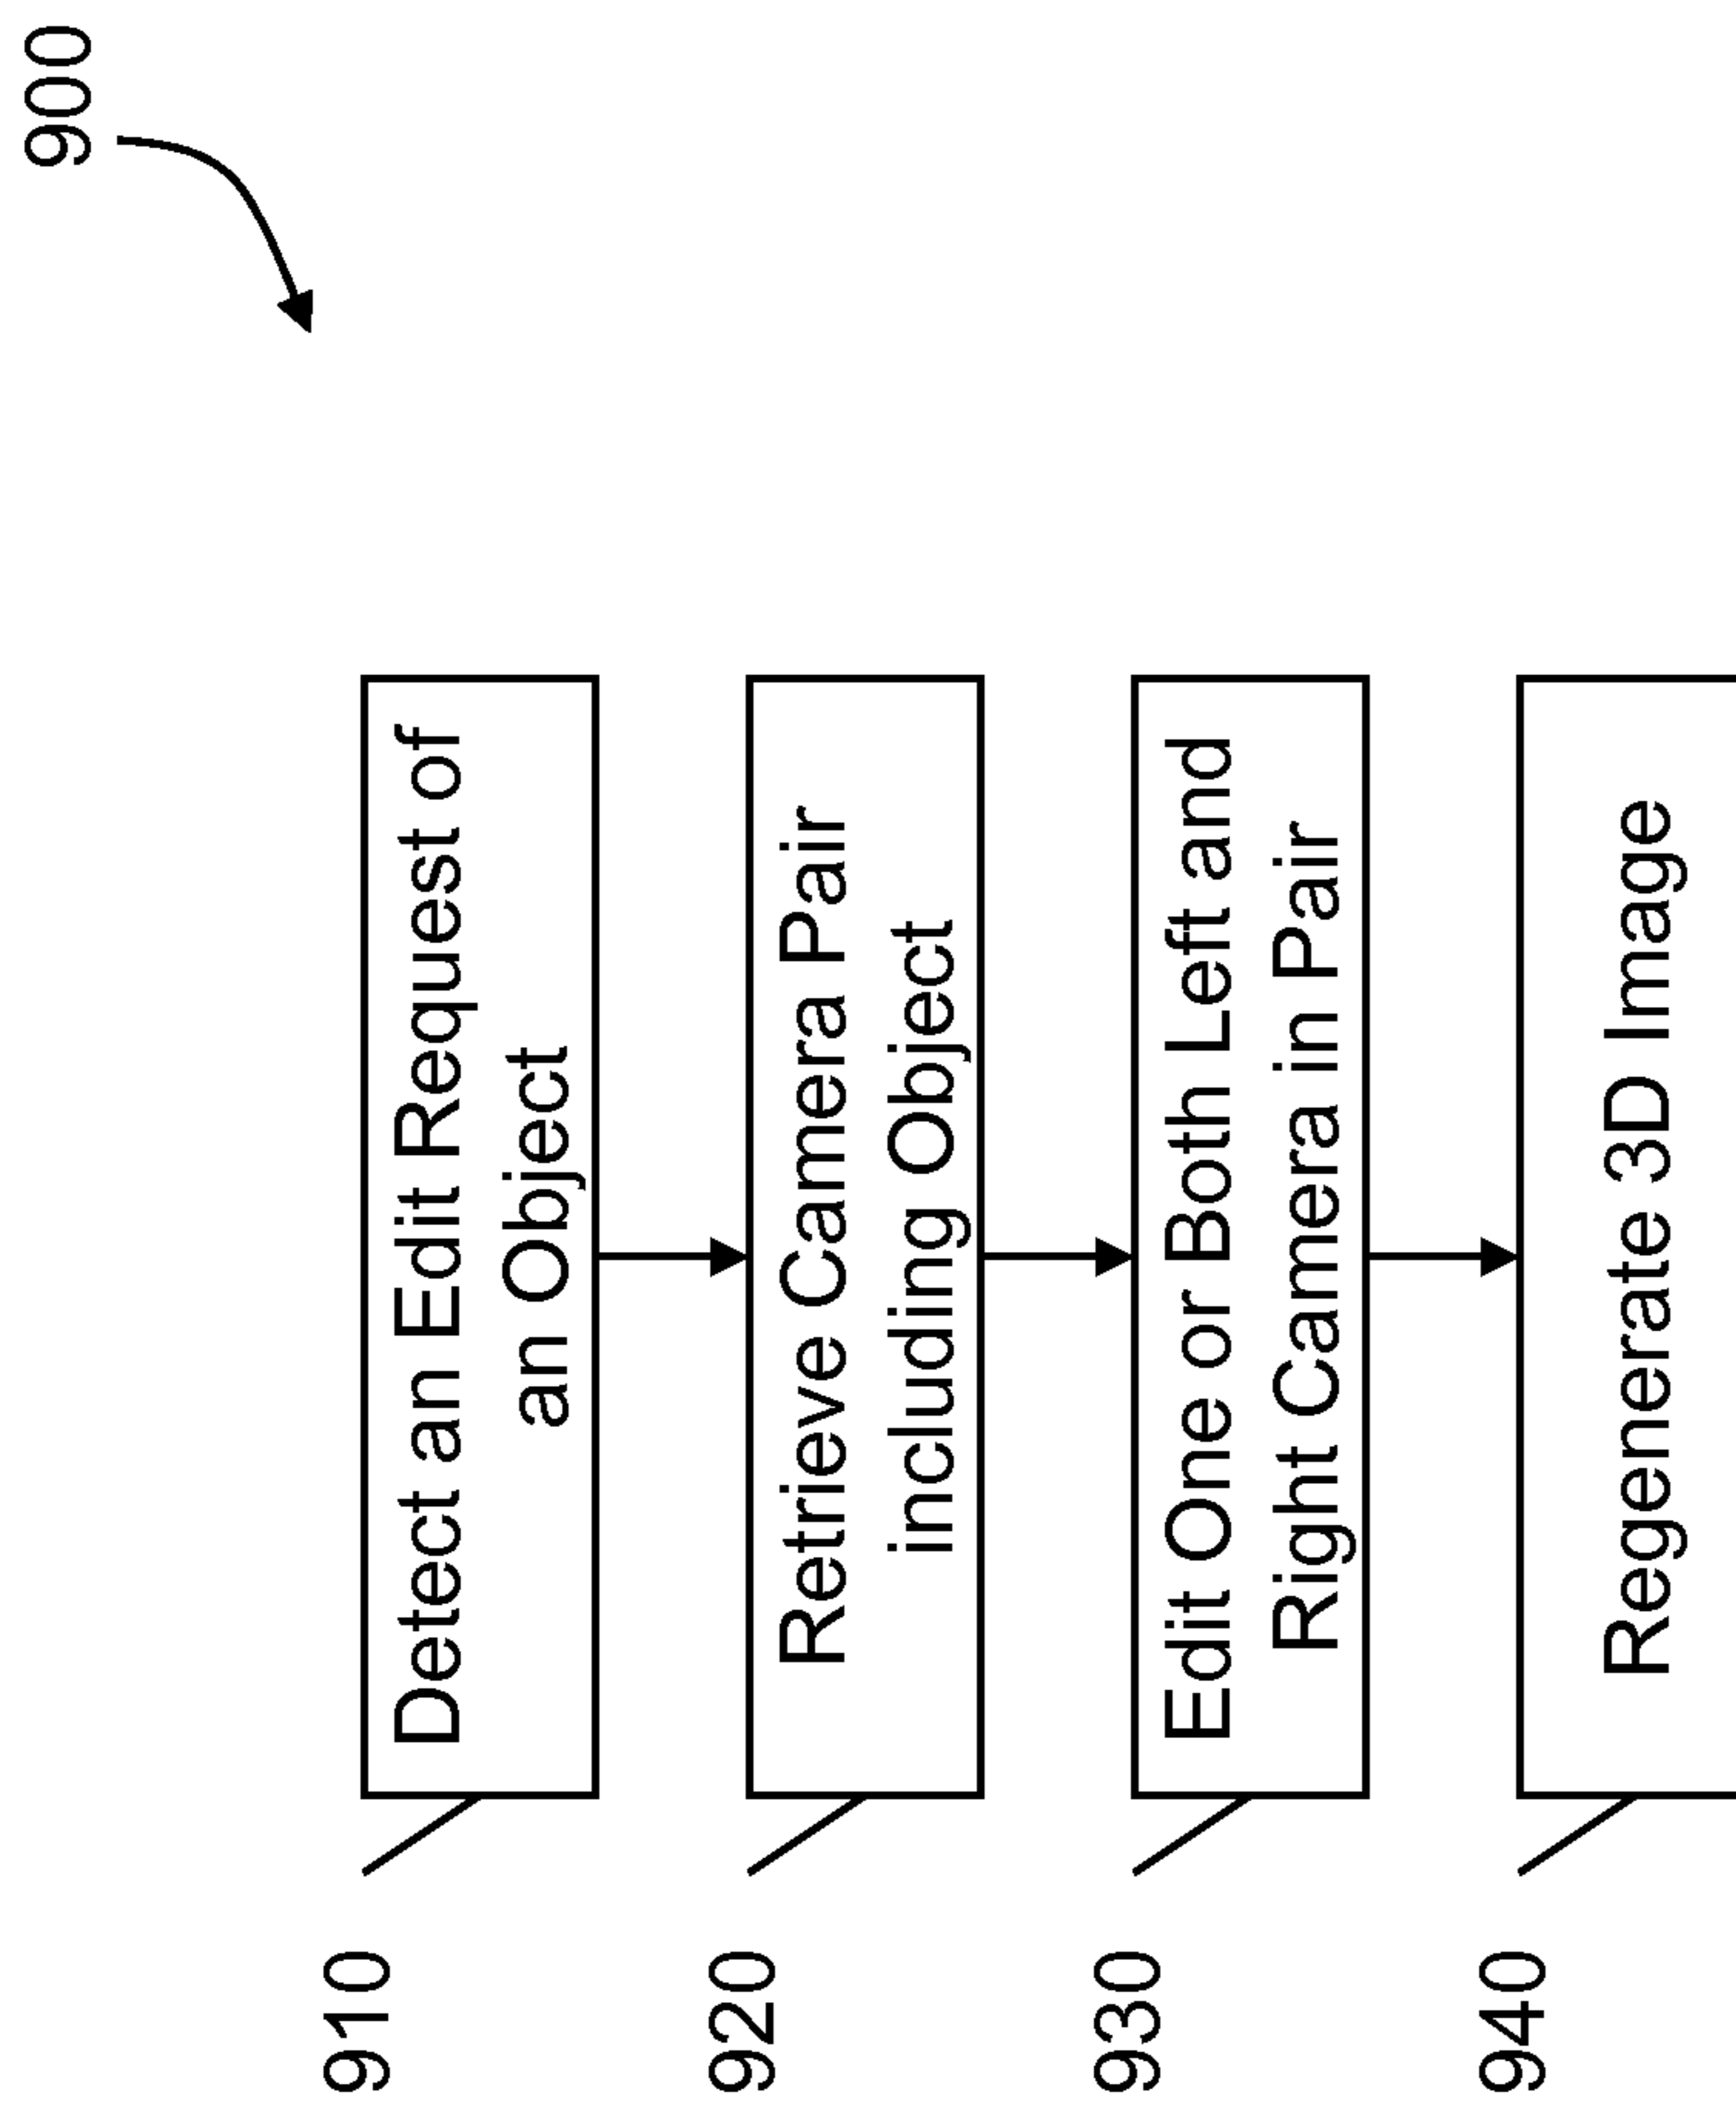 900
910
Detect an Edit Request of
an Object
920
Retrieve Camera Pair
including Object
930
Edit One or Both Left and
Right Camera in Pair
940
Regenerate 3D Image